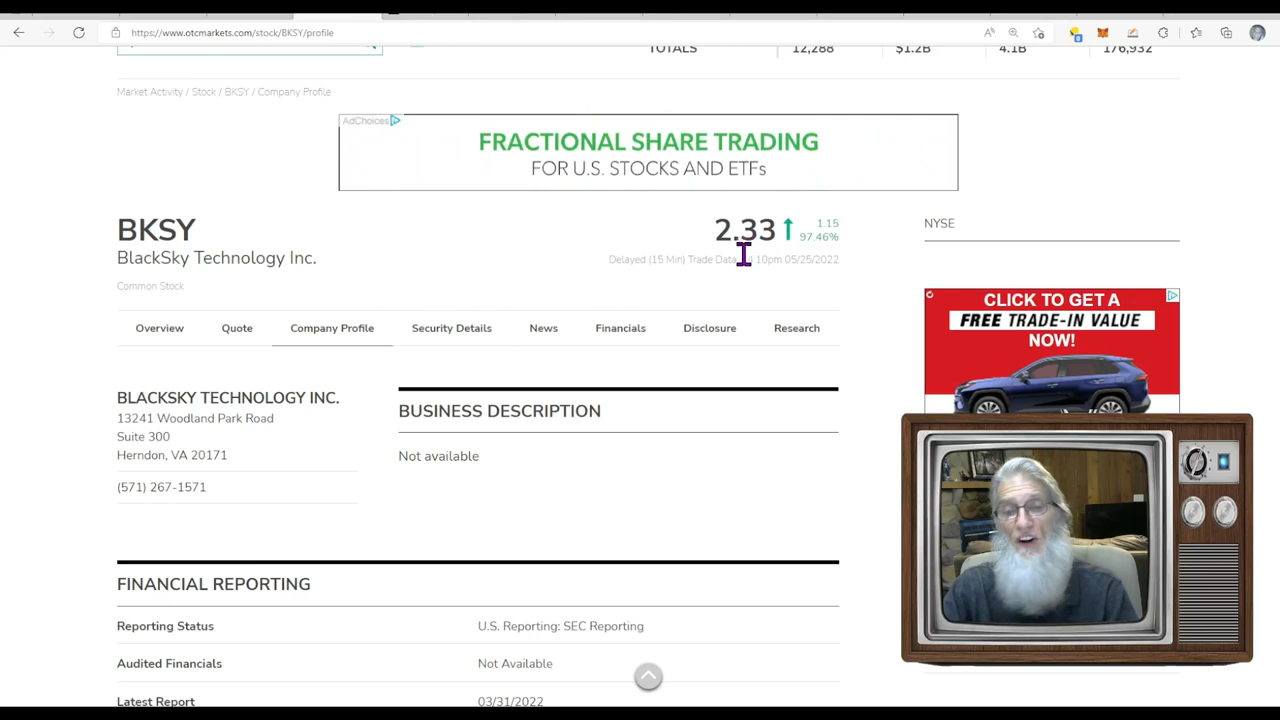 https://www.otcmarkets.com/stock/BKSY/profile
TOTALS 12,288 $1.2B 4.1B 176,932
Market Activity / Stock / BKSY / Company Profile
AdChoices
FRACTIONAL SHARE TRADING
FOR U.S. STOCKS AND ETFs
BKSY
2.33
1.15
97.46%
BlackSky Technology Inc.
Delayed (15 Min) Trade Data: 10pm 05/25/2022
Common Stock
NYSE
CLICK TO GET A
FREE TRADE-IN VALUE
NOW!
Overview Quote Company Profile Security Details News Financials Disclosure Research
BLACKSKY TECHNOLOGY INC.
13241 Woodland Park Road
Suite 300
Herndon, VA 20171
(571) 267-1571
BUSINESS DESCRIPTION
Not available
FINANCIAL REPORTING
Reporting Status U.S. Reporting: SEC Reporting
Audited Financials Not Available
Latest Report 03/31/2022